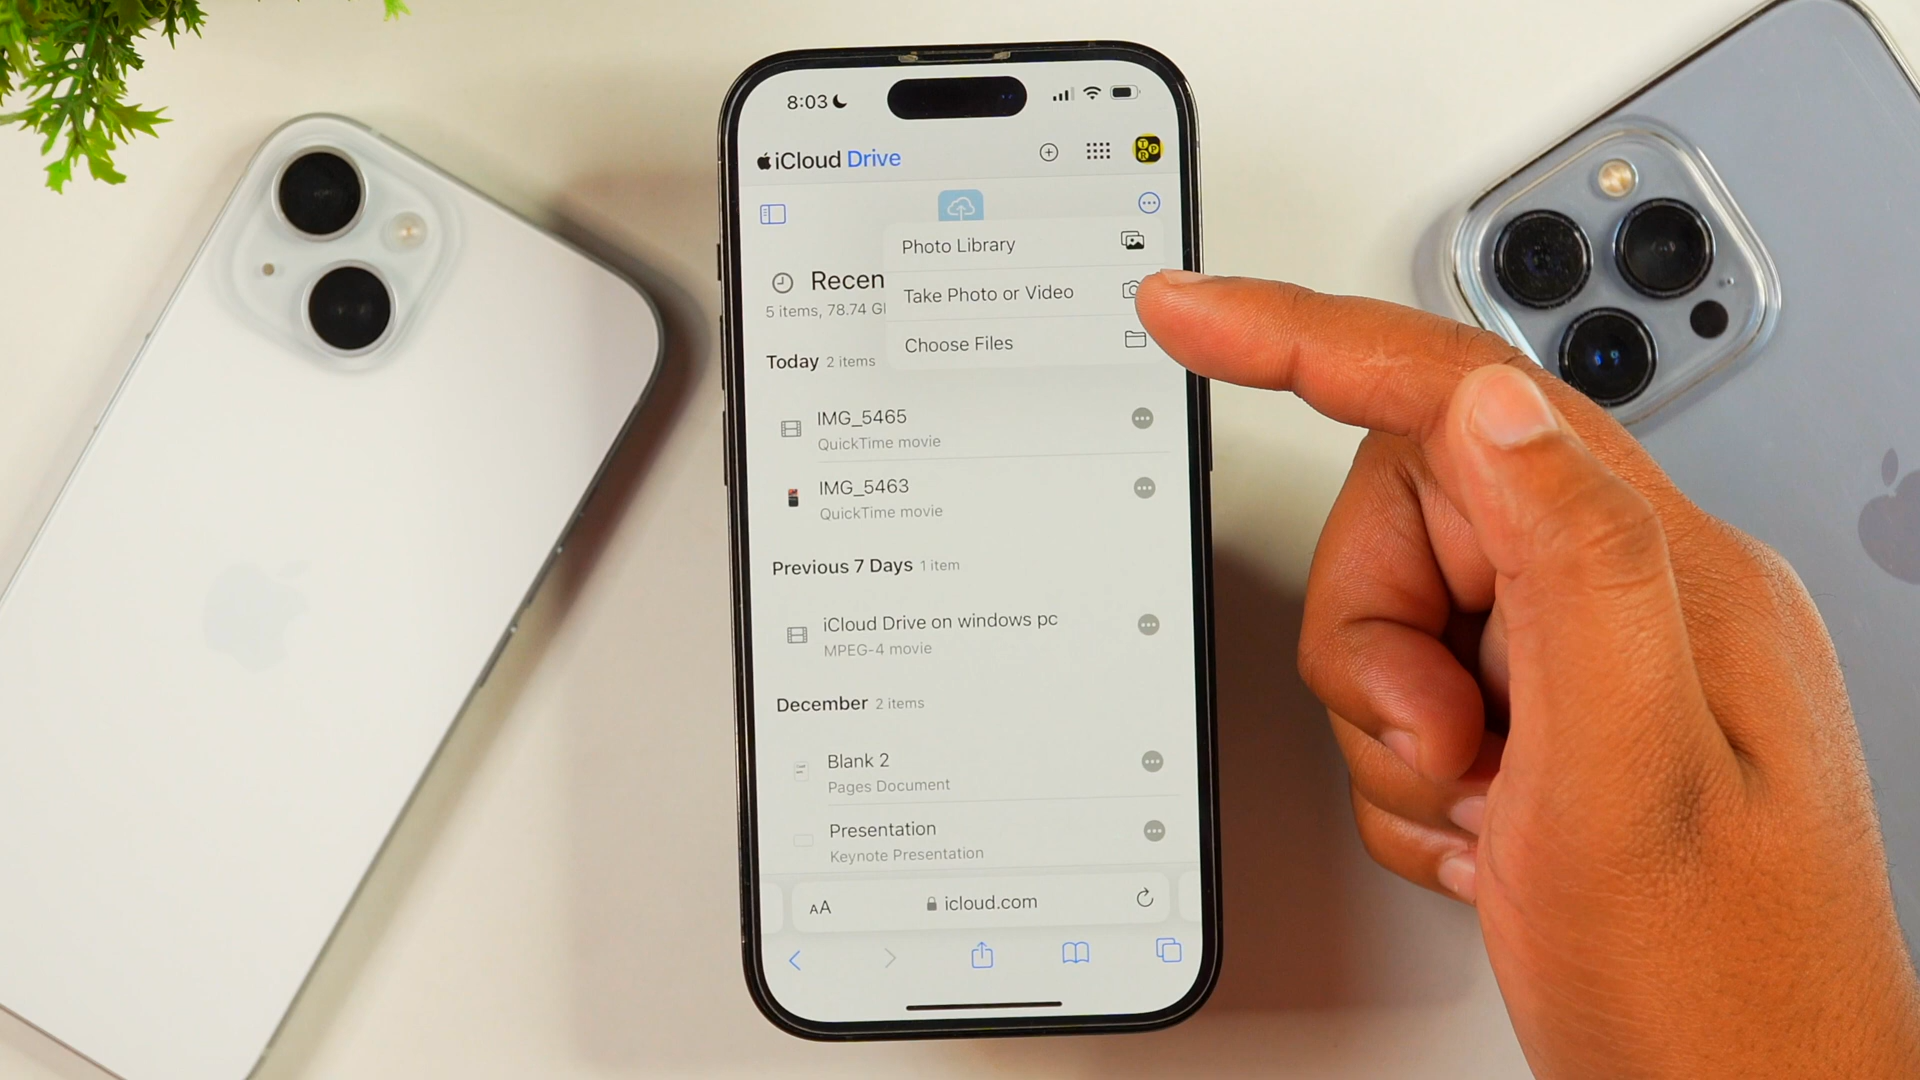 8:03
iCloud Drive
T P R
Photo Library
Recen
Take Photo or Video
5 items, 78.74 G
Choose Files
Today 2 items
IMG_5465
QuickTime movie
IMG_5463
QuickTime movie
Previous 7 Days 1 item
iCloud Drive on windows pc
MPEG-4 movie
December 2 items
Blank 2
Pages Document
Presentation
Keynote Presentation
AA icloud.com